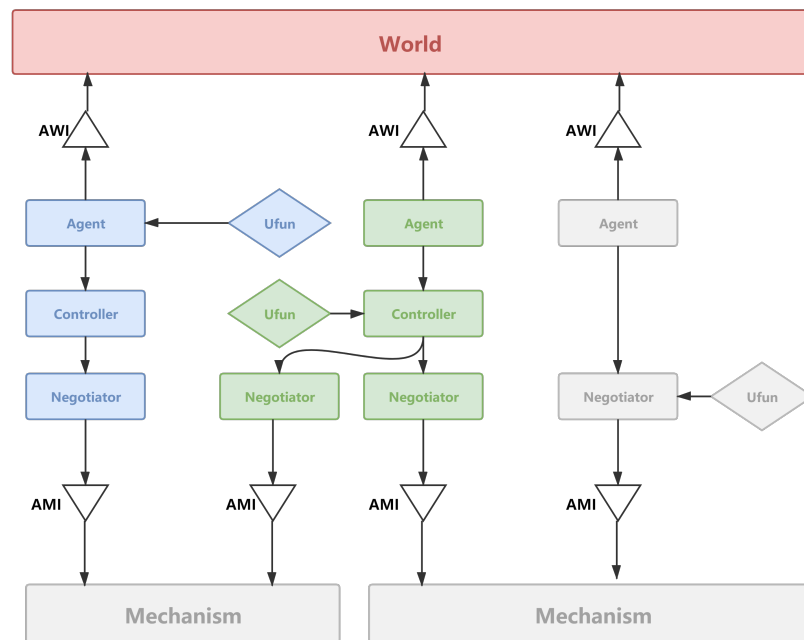 World
AWI
AWI
AWI
Agent
Ufun
Agent
Agent
Controller
Ufun
Controller
Negotiator
Negotiator
Negotiator
Negotiator
Ufun
AMI
AMI
AMI
AMI
Mechanism
Mechanism